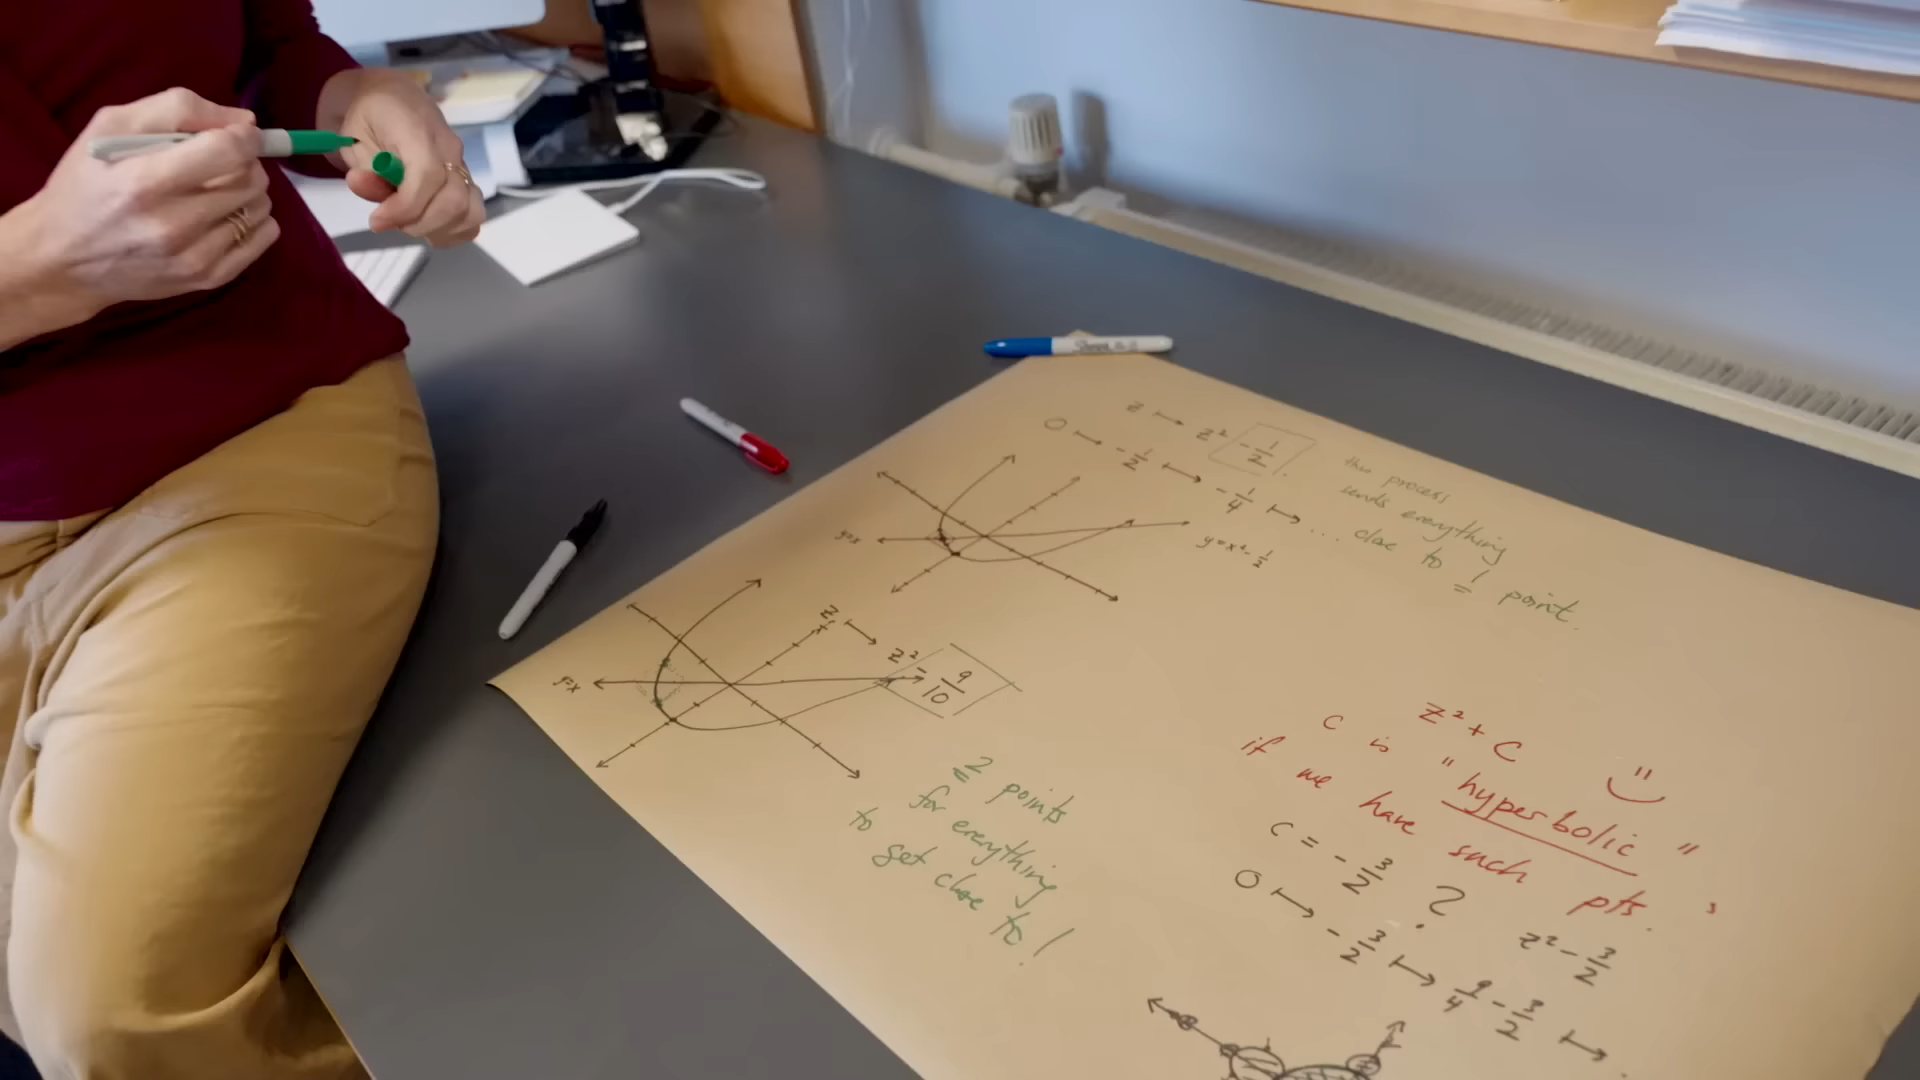 z ↦ z² - 1/2
0 ↦ - 1/2 ↦ - 1/4 ↦ ...
this process
sends everything
close to 1 point.
y=x
y=x²-1/2
z ↦ z² - 9/10
y=x
2 points
for everything
to get close to!
z² + c
c is "hyperbolic"
if we have such pts.
c = - 3/2 ?
z² - 3/2
0 ↦ - 3/2 ↦ 9/4 - 3/2 ↦
Sharpie